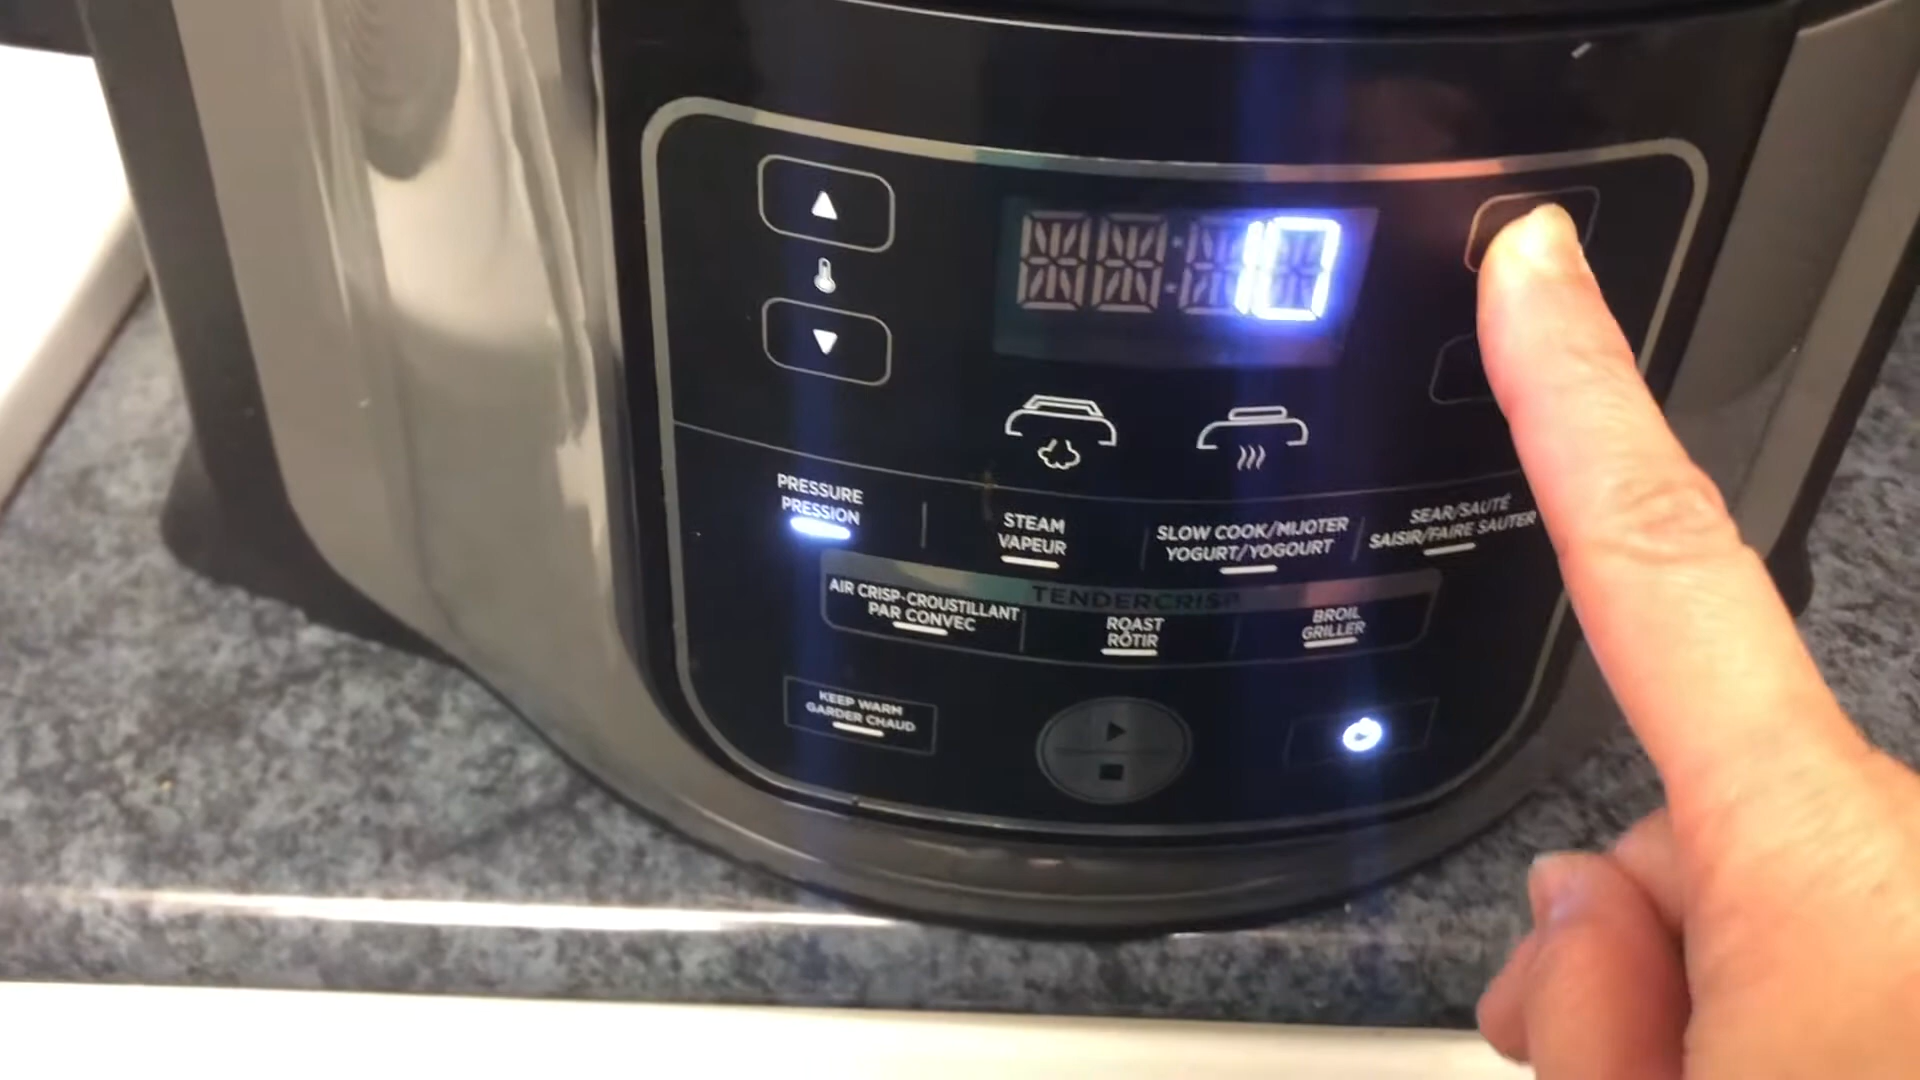 10
PRESSURE
PRESSION
STEAM
VAPEUR
SLOW COOK/MIJOTER
YOGURT/YOGOURT
SEAR/SAUTÉ
SAISIR/FAIRE SAUTER
TENDERCRISP
AIR CRISP-CROUSTILLANT
PAR CONVEC
ROAST
RÔTIR
BROIL
GRILLER
KEEP WARM
GARDER CHAUD